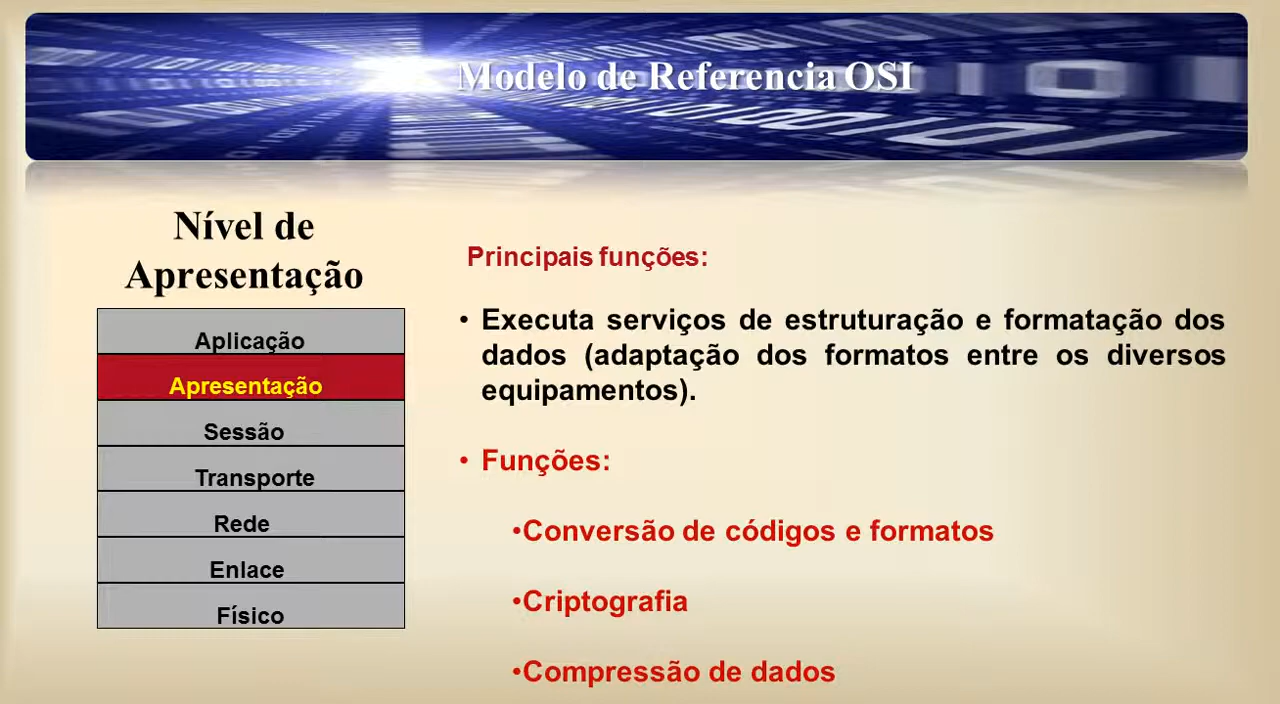 Modelo de Referencia OSI
Nível de
Apresentação
Aplicação
Apresentação
Sessão
Transporte
Rede
Enlace
Físico
Principais funções:
• Executa serviços de estruturação e formatação dos
dados (adaptação dos formatos entre os diversos
equipamentos).
• Funções:
•Conversão de códigos e formatos
•Criptografia
•Compressão de dados